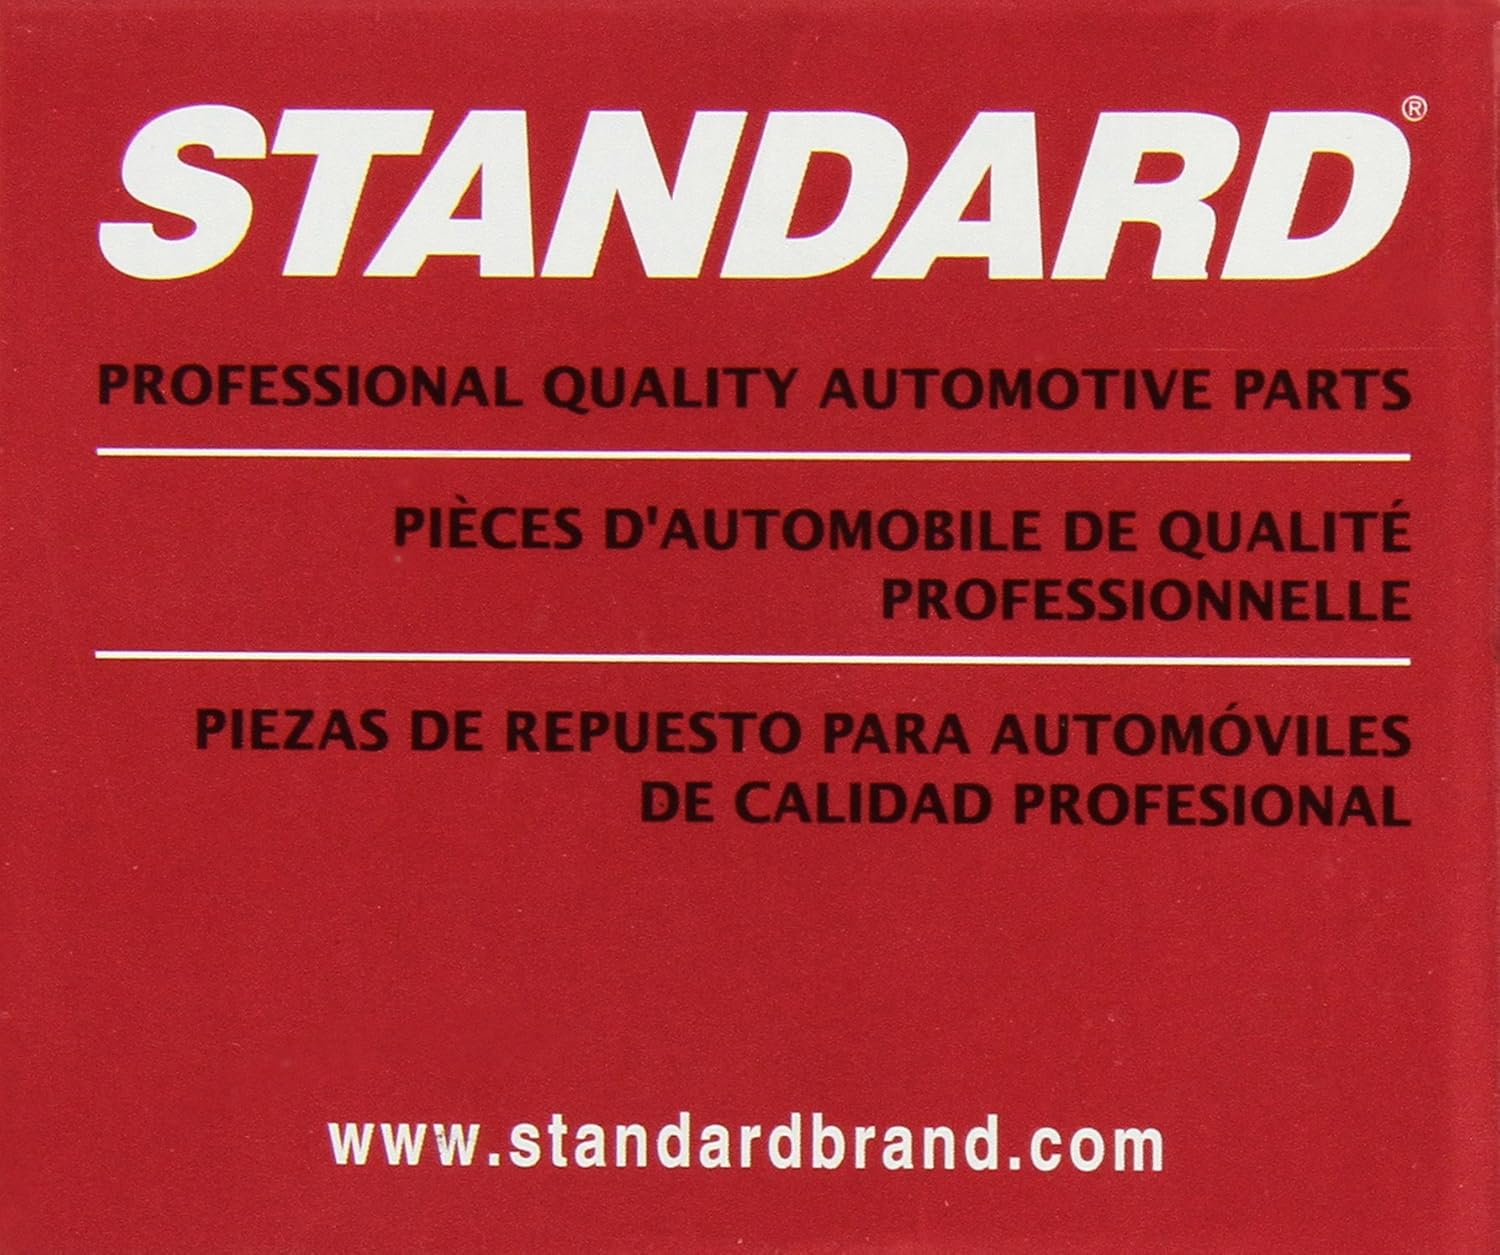 STANDARD®
PROFESSIONAL QUALITY AUTOMOTIVE PARTS
PIÈCES D'AUTOMOBILE DE QUALITÉ
PROFESSIONNELLE
PIEZAS DE REPUESTO PARA AUTOMÓVILES
DE CALIDAD PROFESIONAL
www.standardbrand.com